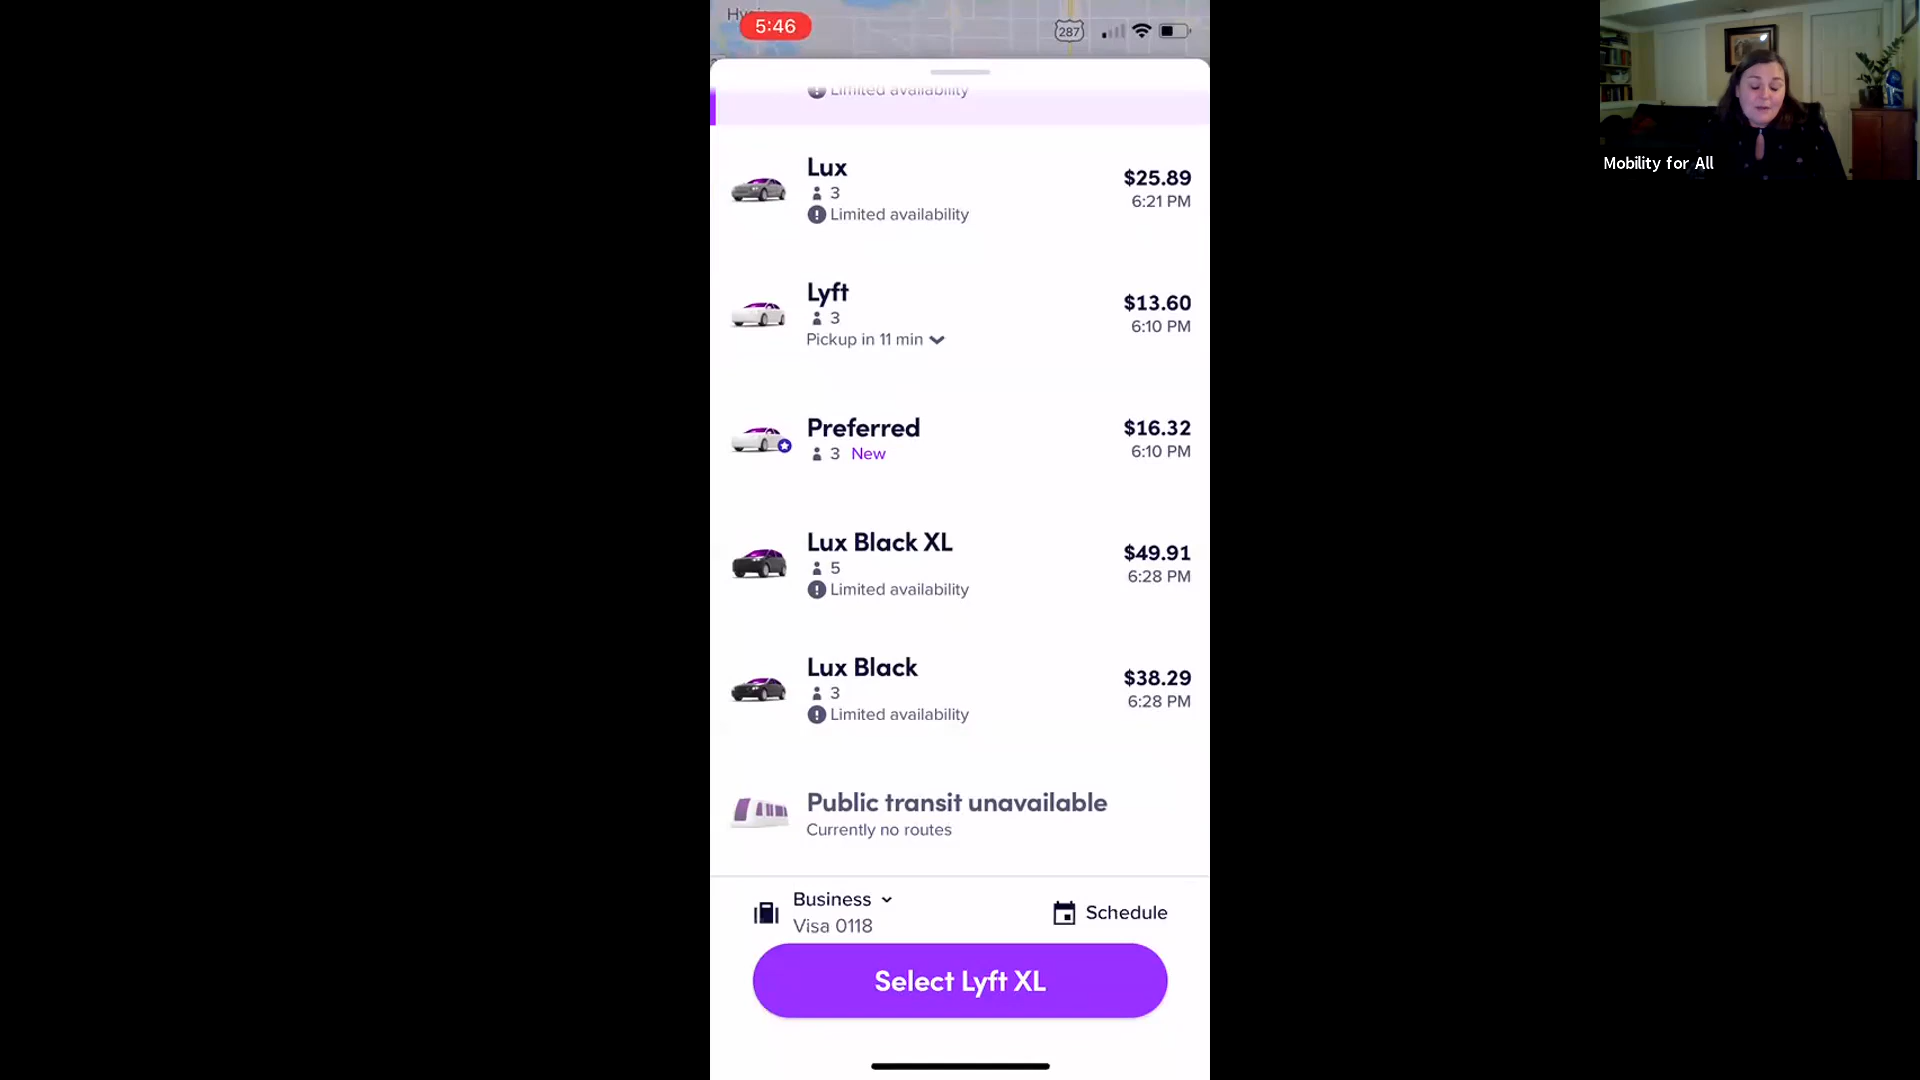 5:46
287
Limited availability
Lux
$25.89
3
6:21 PM
Limited availability
Lyft
$13.60
3
6:10 PM
Pickup in 11 min
Preferred
$16.32
3 New
6:10 PM
Lux Black XL
$49.91
5
6:28 PM
Limited availability
Lux Black
$38.29
3
6:28 PM
Limited availability
Public transit unavailable
Currently no routes
Business
Schedule
Visa 0118
Select Lyft XL
Mobility for All